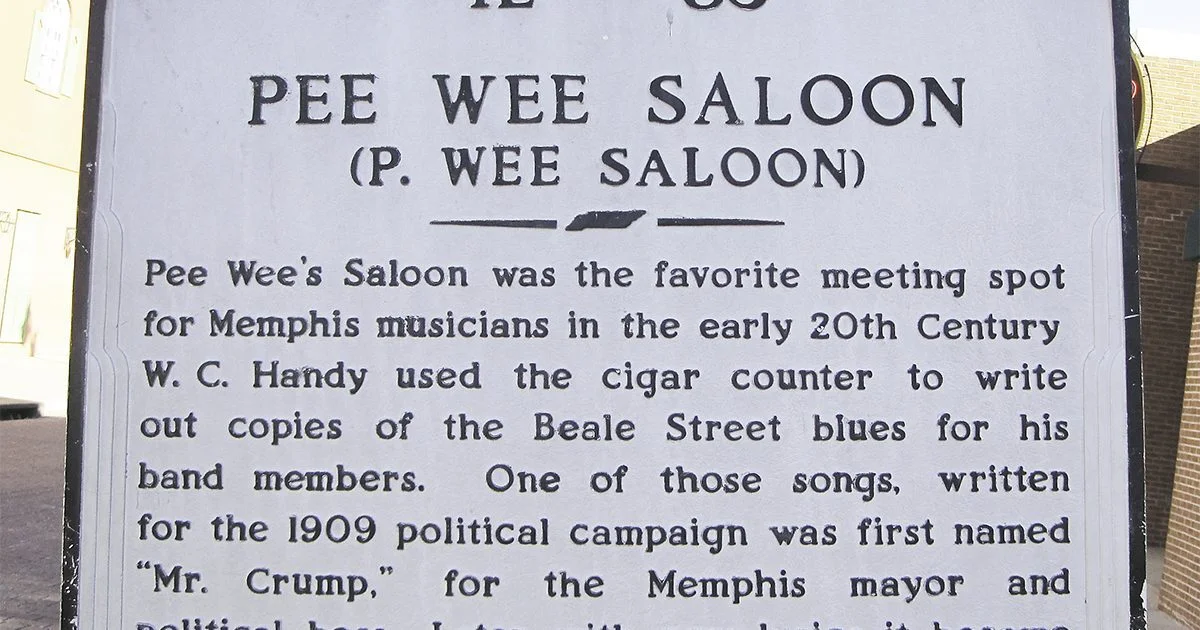 PEE WEE SALOON
(P. WEE SALOON)
Pee Wee's Saloon was the favorite meeting spot
for Memphis musicians in the early 20th Century
W. C. Handy used the cigar counter to write
out copies of the Beale Street blues for his
band members. One of those songs, written
for the 1909 political campaign was first named
“Mr. Crump,” for the Memphis mayor and